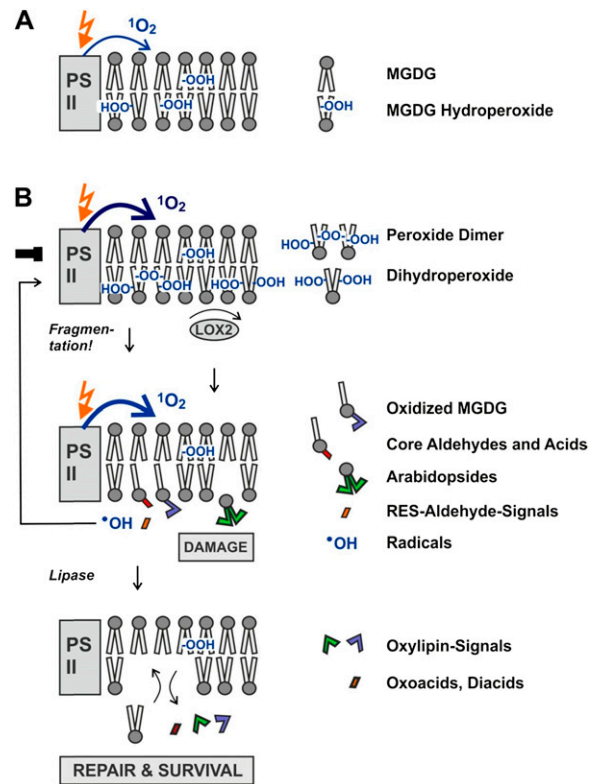 A
¹O₂
PS
II
-OOH
HOO-
-OOH
-OOH
MGDG
MGDG Hydroperoxide
B
¹O₂
PS
II
-OOH
-OO-
HOO-
-OOH
HOO-
-OOH
-OO-
HOO-
-OOH
Peroxide Dimer
HOO-
-OOH
Dihydroperoxide
LOX2
Fragmen-
tation!
¹O₂
PS
II
-OOH
•OH
DAMAGE
Oxidized MGDG
Core Aldehydes and Acids
Arabidopsides
RES-Aldehyde-Signals
•OH
Radicals
Lipase
PS
II
-OOH
Oxylipin-Signals
Oxoacids, Diacids
REPAIR & SURVIVAL